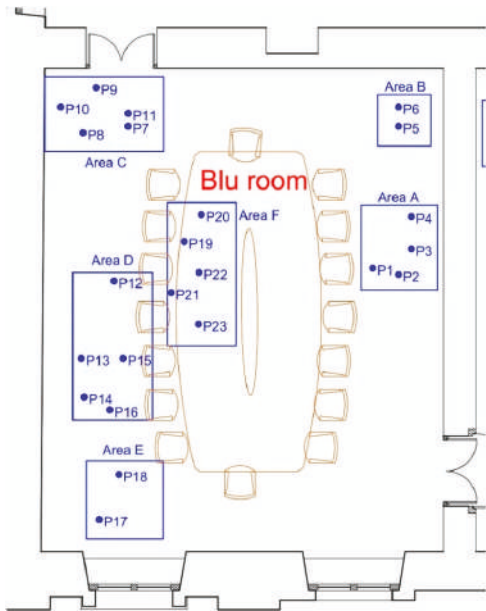 P9
P10
P11
P8
P7
Area C
Area B
P6
P5
Blu room
Area A
P4
P3
P1
P2
P20
Area F
P19
P22
P21
P23
Area D
P12
P13
P15
P14
P16
Area E
P18
P17